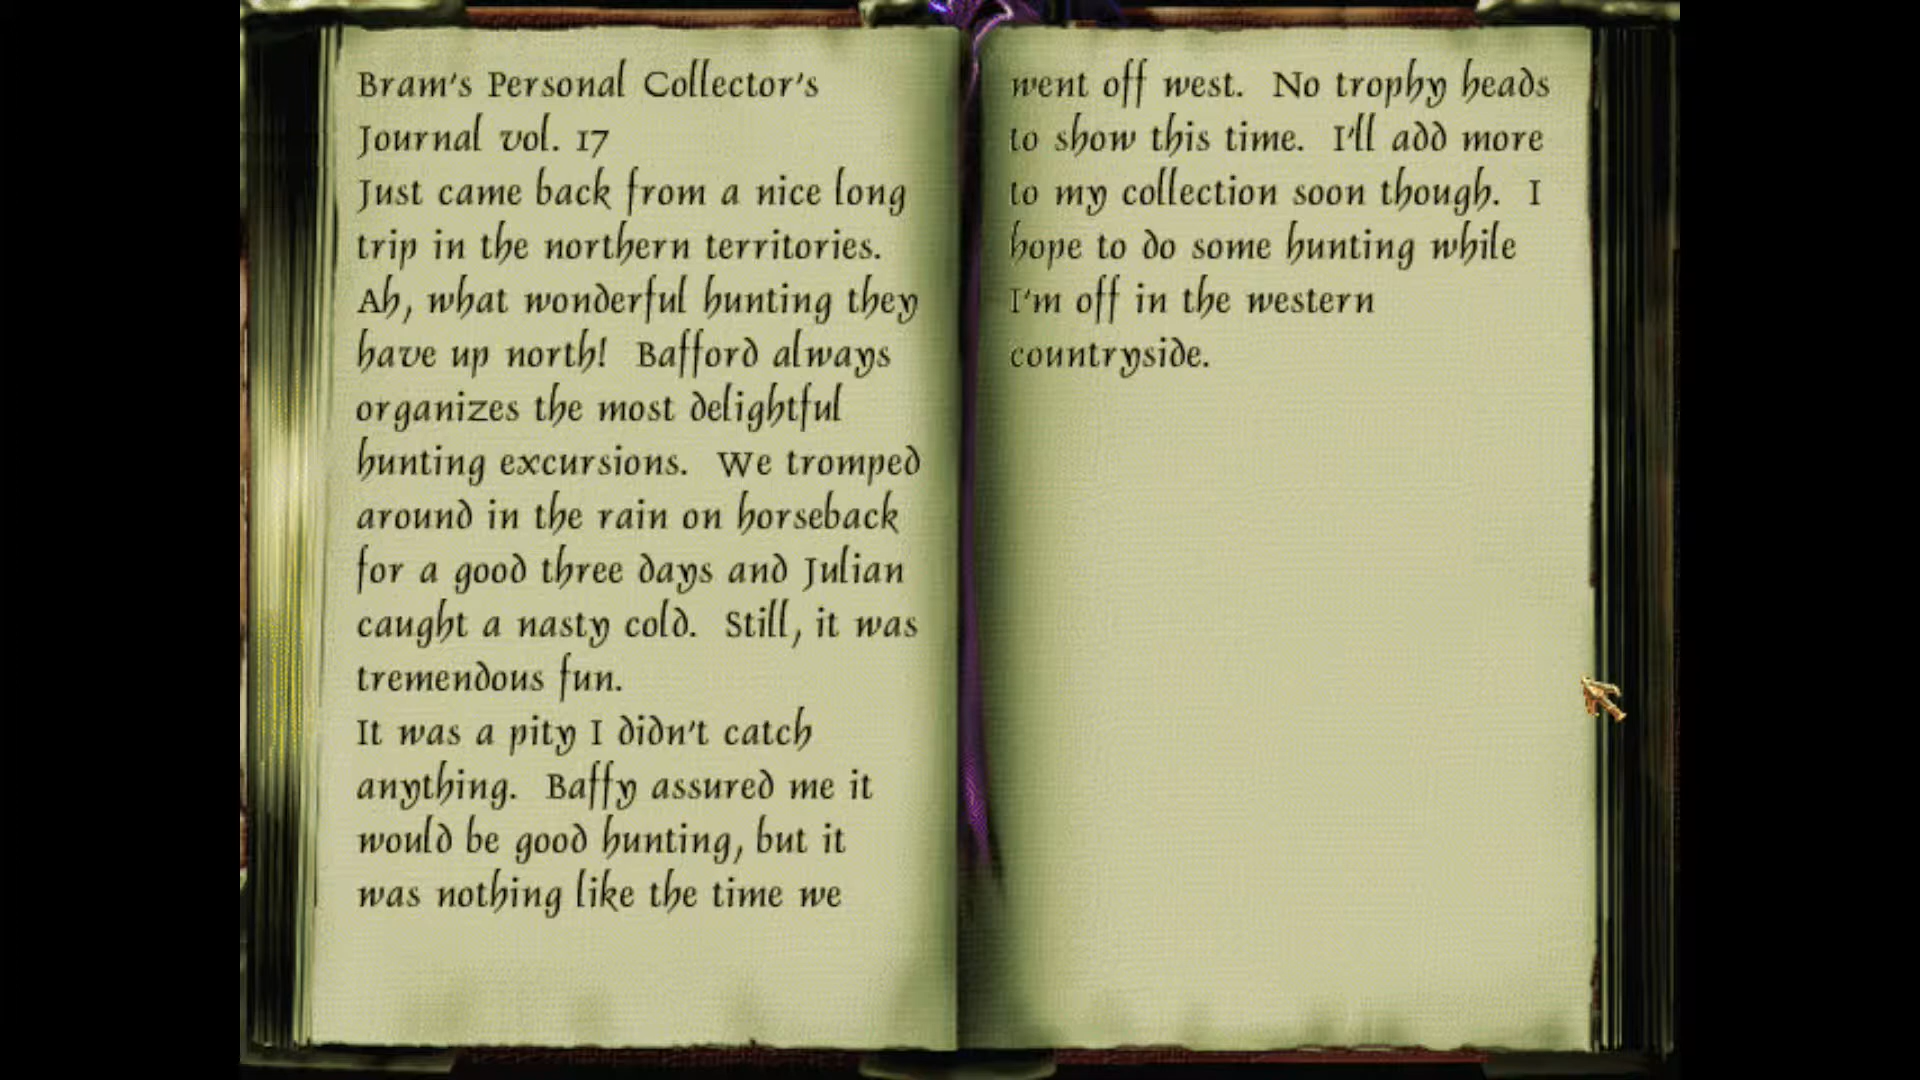 Bram's Personal Collector's
Journal vol. 17
Just came back from a nice long
trip in the northern territories.
Ah, what wonderful hunting they
have up north!  Bafford always
organizes the most delightful
hunting excursions.  We tromped
around in the rain on horseback
for a good three days and Julian
caught a nasty cold.  Still, it was
tremendous fun.
It was a pity I didn't catch
anything.  Baffy assured me it
would be good hunting, but it
was nothing like the time we
went off west.  No trophy heads
to show this time.  I'll add more
to my collection soon though.  I
hope to do some hunting while
I'm off in the western
countryside.